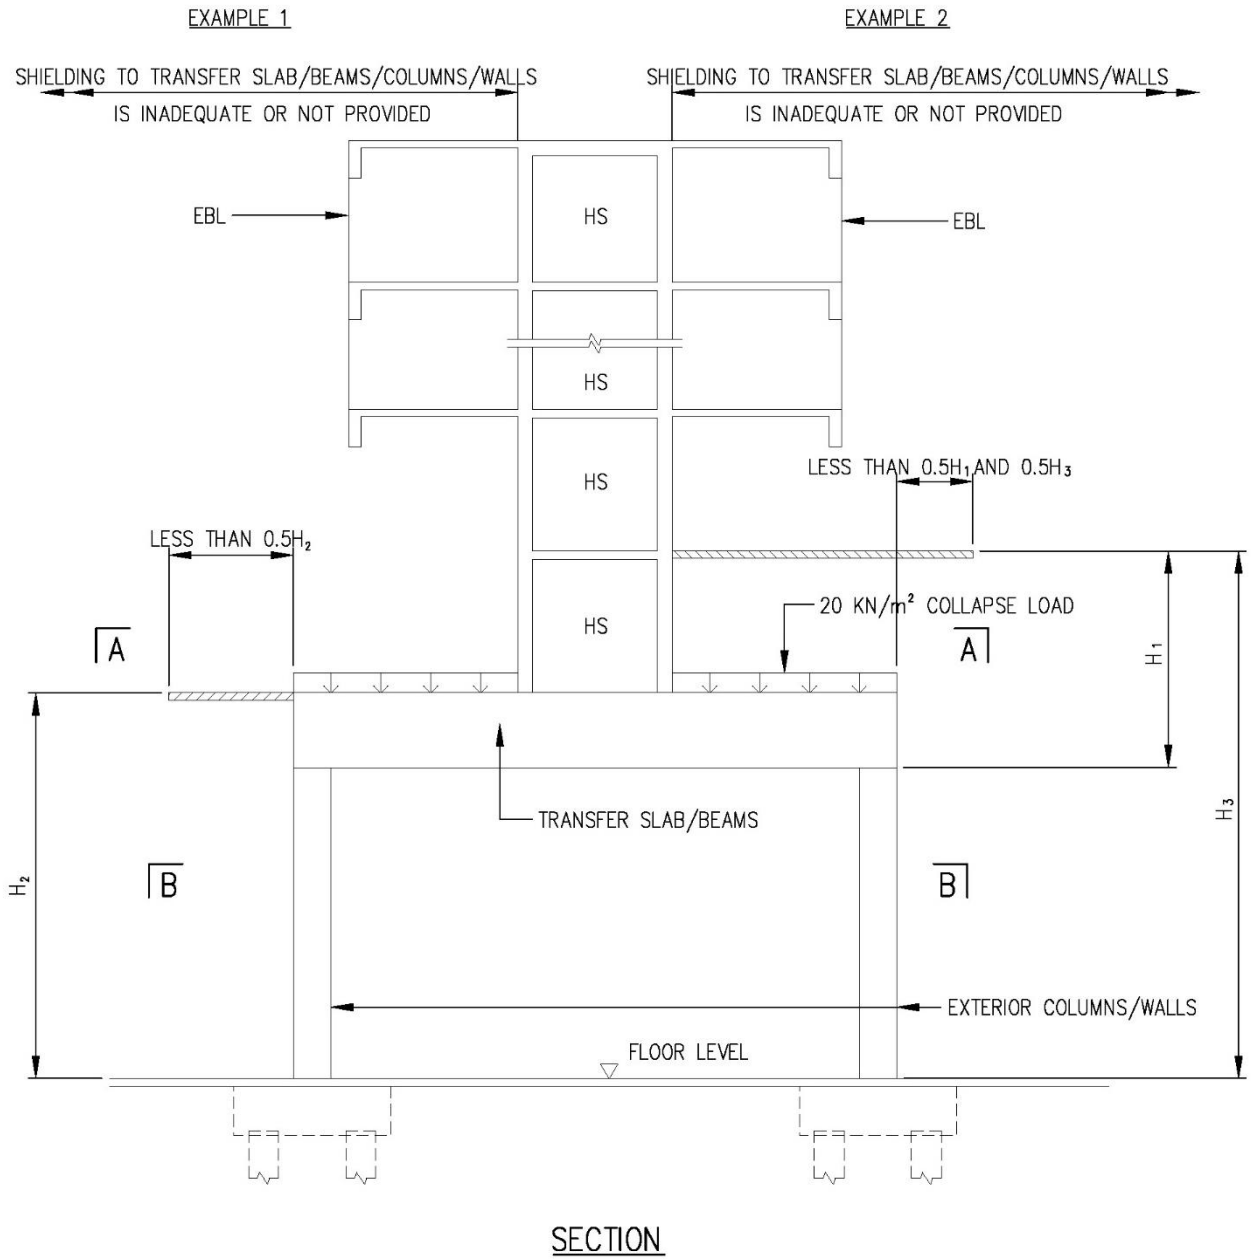 EXAMPLE 1
EXAMPLE 2
SHIELDING TO TRANSFER SLAB/BEAMS/COLUMNS/WALLS
IS INADEQUATE OR NOT PROVIDED
SHIELDING TO TRANSFER SLAB/BEAMS/COLUMNS/WALLS
IS INADEQUATE OR NOT PROVIDED
EBL
HS
EBL
HS
LESS THAN 0.5H₁ AND 0.5H₃
HS
LESS THAN 0.5H₂
20 KN/m² COLLAPSE LOAD
HS
A
A
H₁
TRANSFER SLAB/BEAMS
H₃
H₂
B
B
EXTERIOR COLUMNS/WALLS
FLOOR LEVEL
SECTION